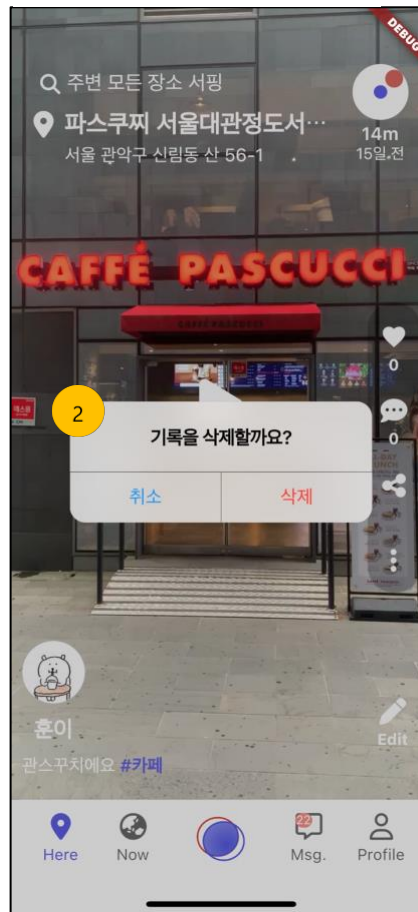 DEBUG
주변 모든 장소 서핑
파스쿠찌 서울대관정도서…
서울 관악구 신림동 산 56-1
14m
15일 전
CAFFÉ PASCUCCI
CAFFÉ PASCUCCI
0
2
0
기록을 삭제할까요?
취소
삭제
훈이
Edit
관스꾸치에요 #카페
22
Here
Now
Msg.
Profile